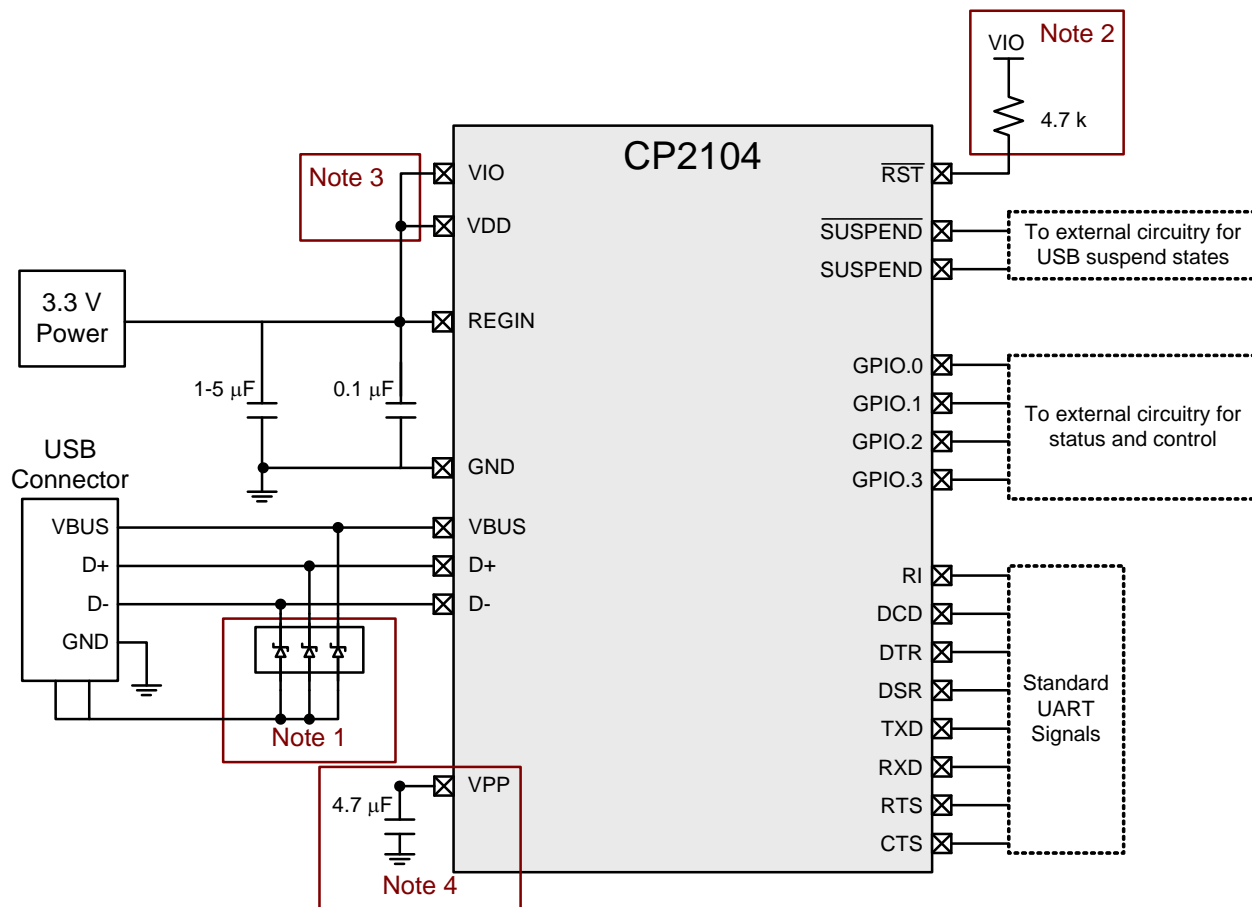 VIO
Note 2
4.7 k
CP2104
Note 3
VIO
VDD
REGIN
GND
VBUS
D+
D-
VPP
3.3 V
Power
1-5 μF
0.1 μF
USB
Connector
VBUS
D+
D-
GND
Note 1
4.7 μF
Note 4
RST
SUSPEND
SUSPEND
GPIO.0
GPIO.1
GPIO.2
GPIO.3
RI
DCD
DTR
DSR
TXD
RXD
RTS
CTS
To external circuitry for
USB suspend states
To external circuitry for
status and control
Standard
UART
Signals